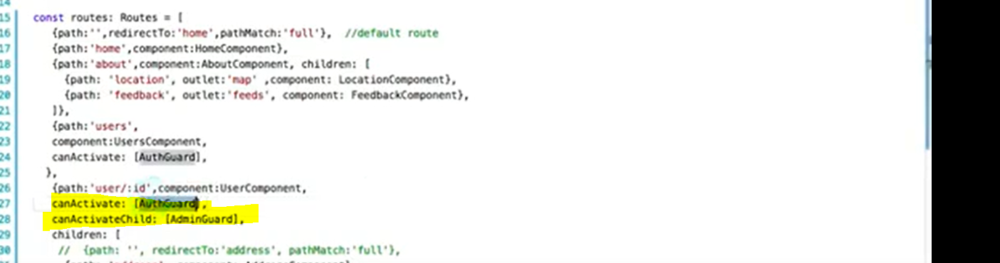 14
15 const routes: Routes = [
16 {path:'',redirectTo:'home',pathMatch:'full'}, //default route
17 {path:'home',component:HomeComponent},
18 {path:'about',component:AboutComponent, children: [
19 {path: 'location', outlet:'map' ,component: LocationComponent},
20 {path: 'feedback', outlet:'feeds', component: FeedbackComponent},
21 ]},
22 {path:'users',
23 component:UsersComponent,
24 canActivate: [AuthGuard],
25 },
26 {path:'user/:id',component:UserComponent,
27 canActivate: [AuthGuard],
28 canActivateChild: [AdminGuard],
29 children: [
30 // {path: '', redirectTo:'address', pathMatch:'full'},